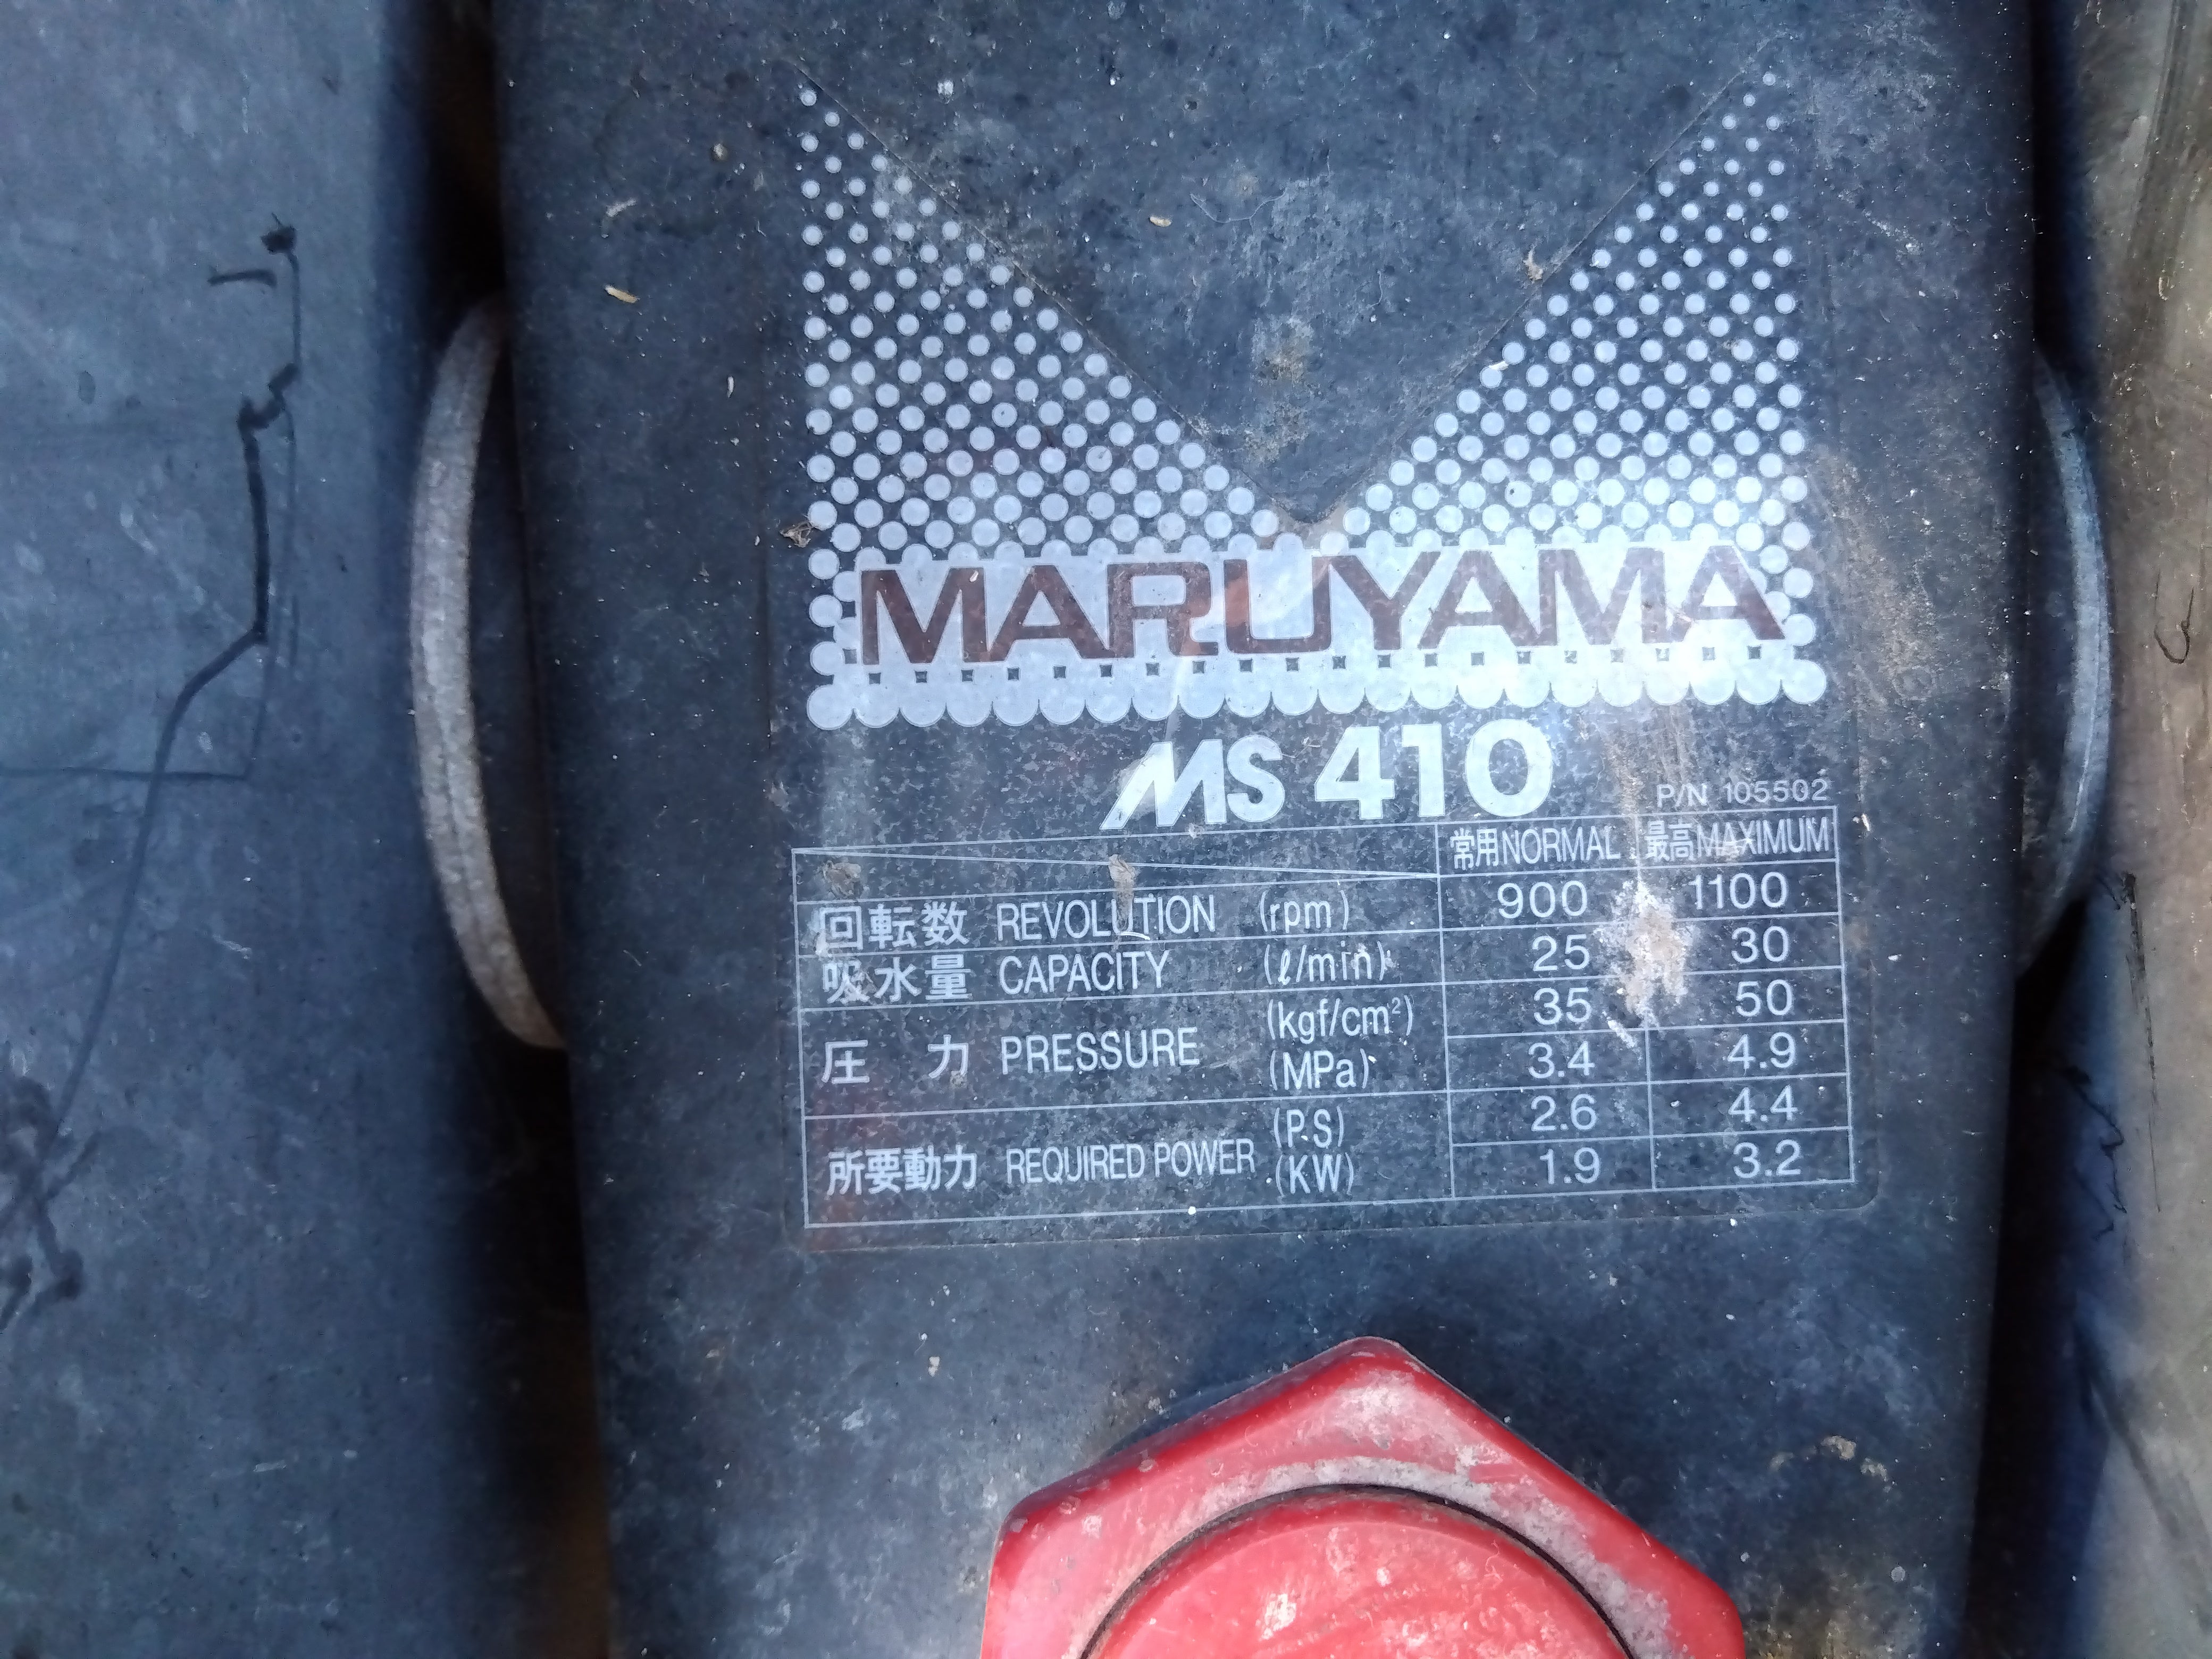 MARUYAMA
MS 410
P/N 105502
常用NORMAL 最高MAXIMUM
回転数 REVOLUTION (rpm) 900 1100
吸水量 CAPACITY (ℓ/min) 25 30
圧 力 PRESSURE (kgf/cm²) 35 50
(MPa) 3.4 4.9
所要動力 REQUIRED POWER (P.S) 2.6 4.4
(KW) 1.9 3.2